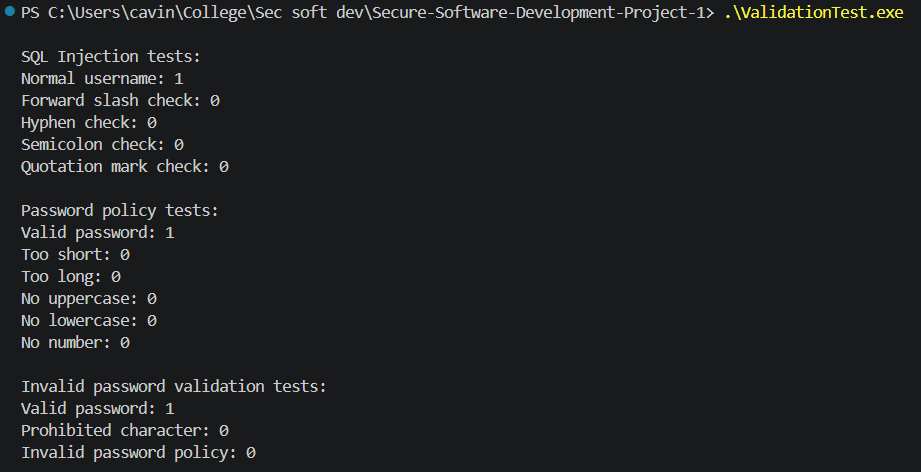 PS C:\Users\cavin\College\Sec soft dev\Secure-Software-Development-Project-1> .\ValidationTest.exe
SQL Injection tests:
Normal username: 1
Forward slash check: 0
Hyphen check: 0
Semicolon check: 0
Quotation mark check: 0
Password policy tests:
Valid password: 1
Too short: 0
Too long: 0
No uppercase: 0
No lowercase: 0
No number: 0
Invalid password validation tests:
Valid password: 1
Prohibited character: 0
Invalid password policy: 0